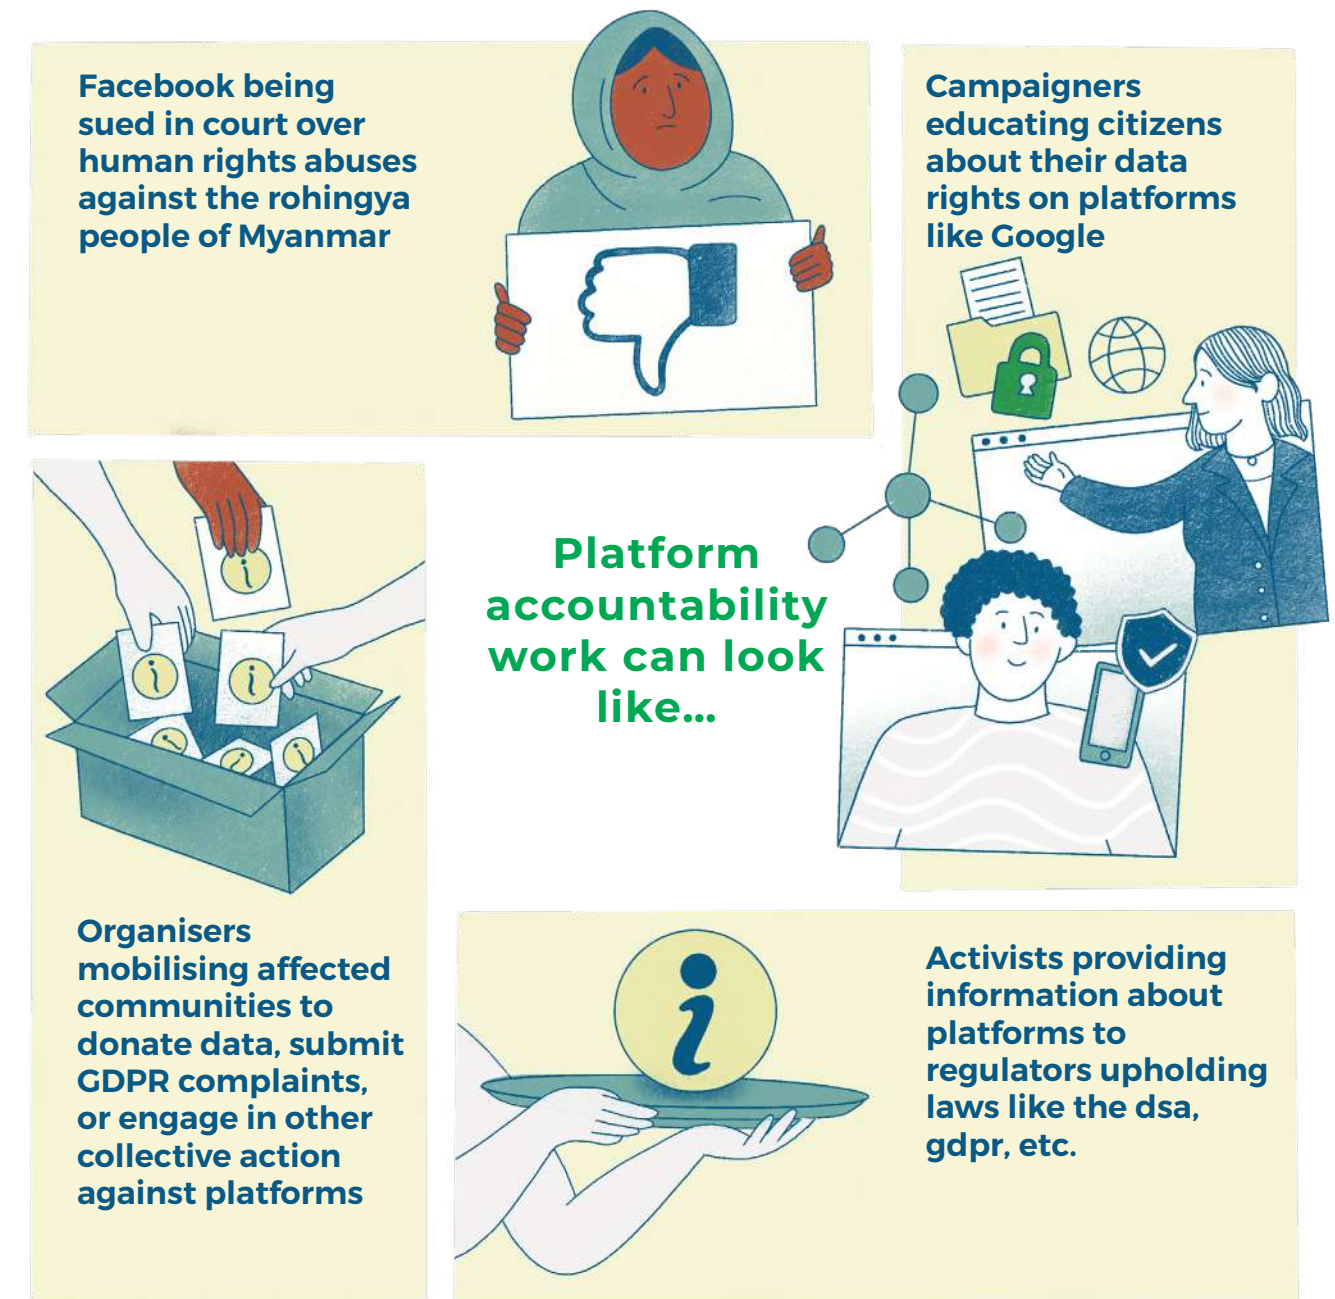 Facebook being
sued in court over
human rights abuses
against the rohingya
people of Myanmar
Campaigners
educating citizens
about their data
rights on platforms
like Google
Platform
accountability
work can look
like...
Organisers
mobilising affected
communities to
donate data, submit
GDPR complaints,
or engage in other
collective action
against platforms
Activists providing
information about
platforms to
regulators upholding
laws like the dsa,
gdpr, etc.